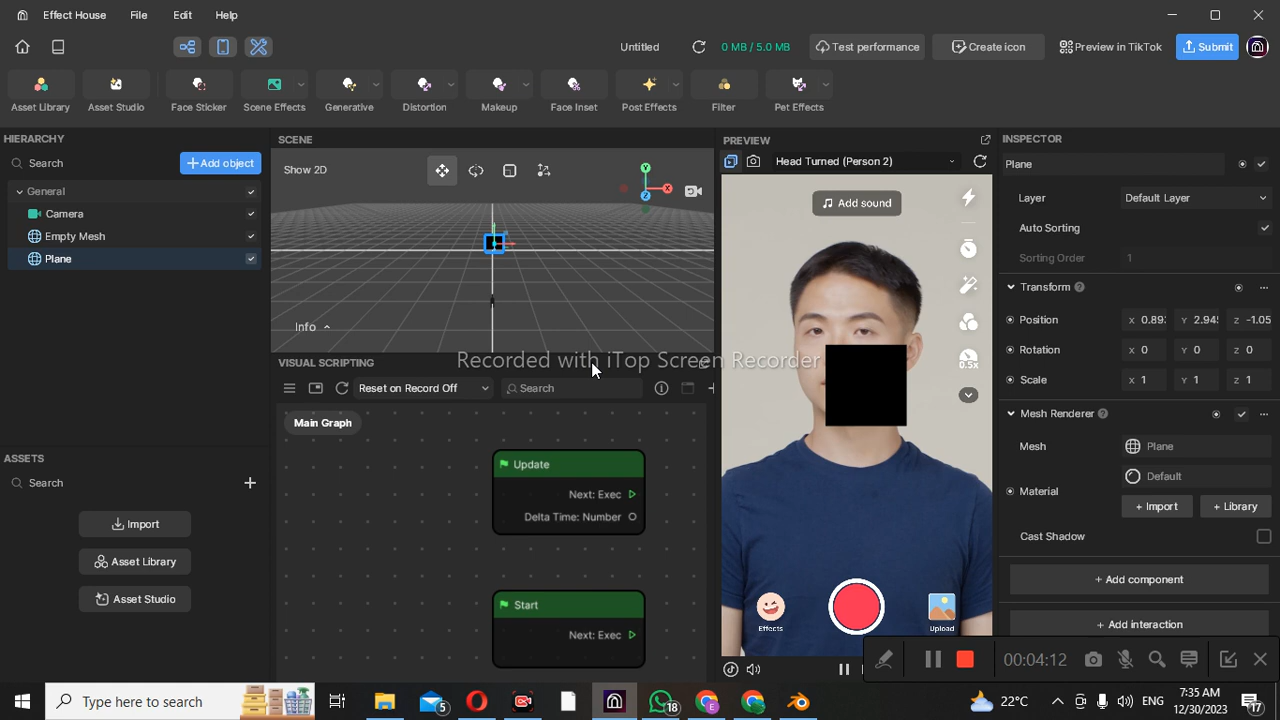 Effect House File Edit Help
Untitled 0 MB / 5.0 MB Test performance Create icon Preview in TikTok Submit
Asset Library Asset Studio Face Sticker Scene Effects Generative Distortion Makeup Face Inset Post Effects Filter Pet Effects
HIERARCHY
Search + Add object
General
Camera
Empty Mesh
Plane
ASSETS
Search +
Import
Asset Library
Asset Studio
SCENE
Show 2D
Y
X
Z
Info
VISUAL SCRIPTING
Reset on Record Off Search
Main Graph
Update
Next: Exec
Delta Time: Number
Start
Next: Exec
Recorded with iTop Screen Recorder
PREVIEW
Head Turned (Person 2)
Add sound
0.5x
Effects Upload
INSPECTOR
Plane
Layer Default Layer
Auto Sorting
Sorting Order 1
Transform
Position X 0.893 Y 2.945 Z -1.05
Rotation X 0 Y 0 Z 0
Scale X 1 Y 1 Z 1
Mesh Renderer
Mesh Plane
Material Default
+ Import + Library
Cast Shadow
+ Add component
+ Add interaction
00:04:12
Type here to search
5
18
22°C ENG 7:35 AM
12/30/2023 17